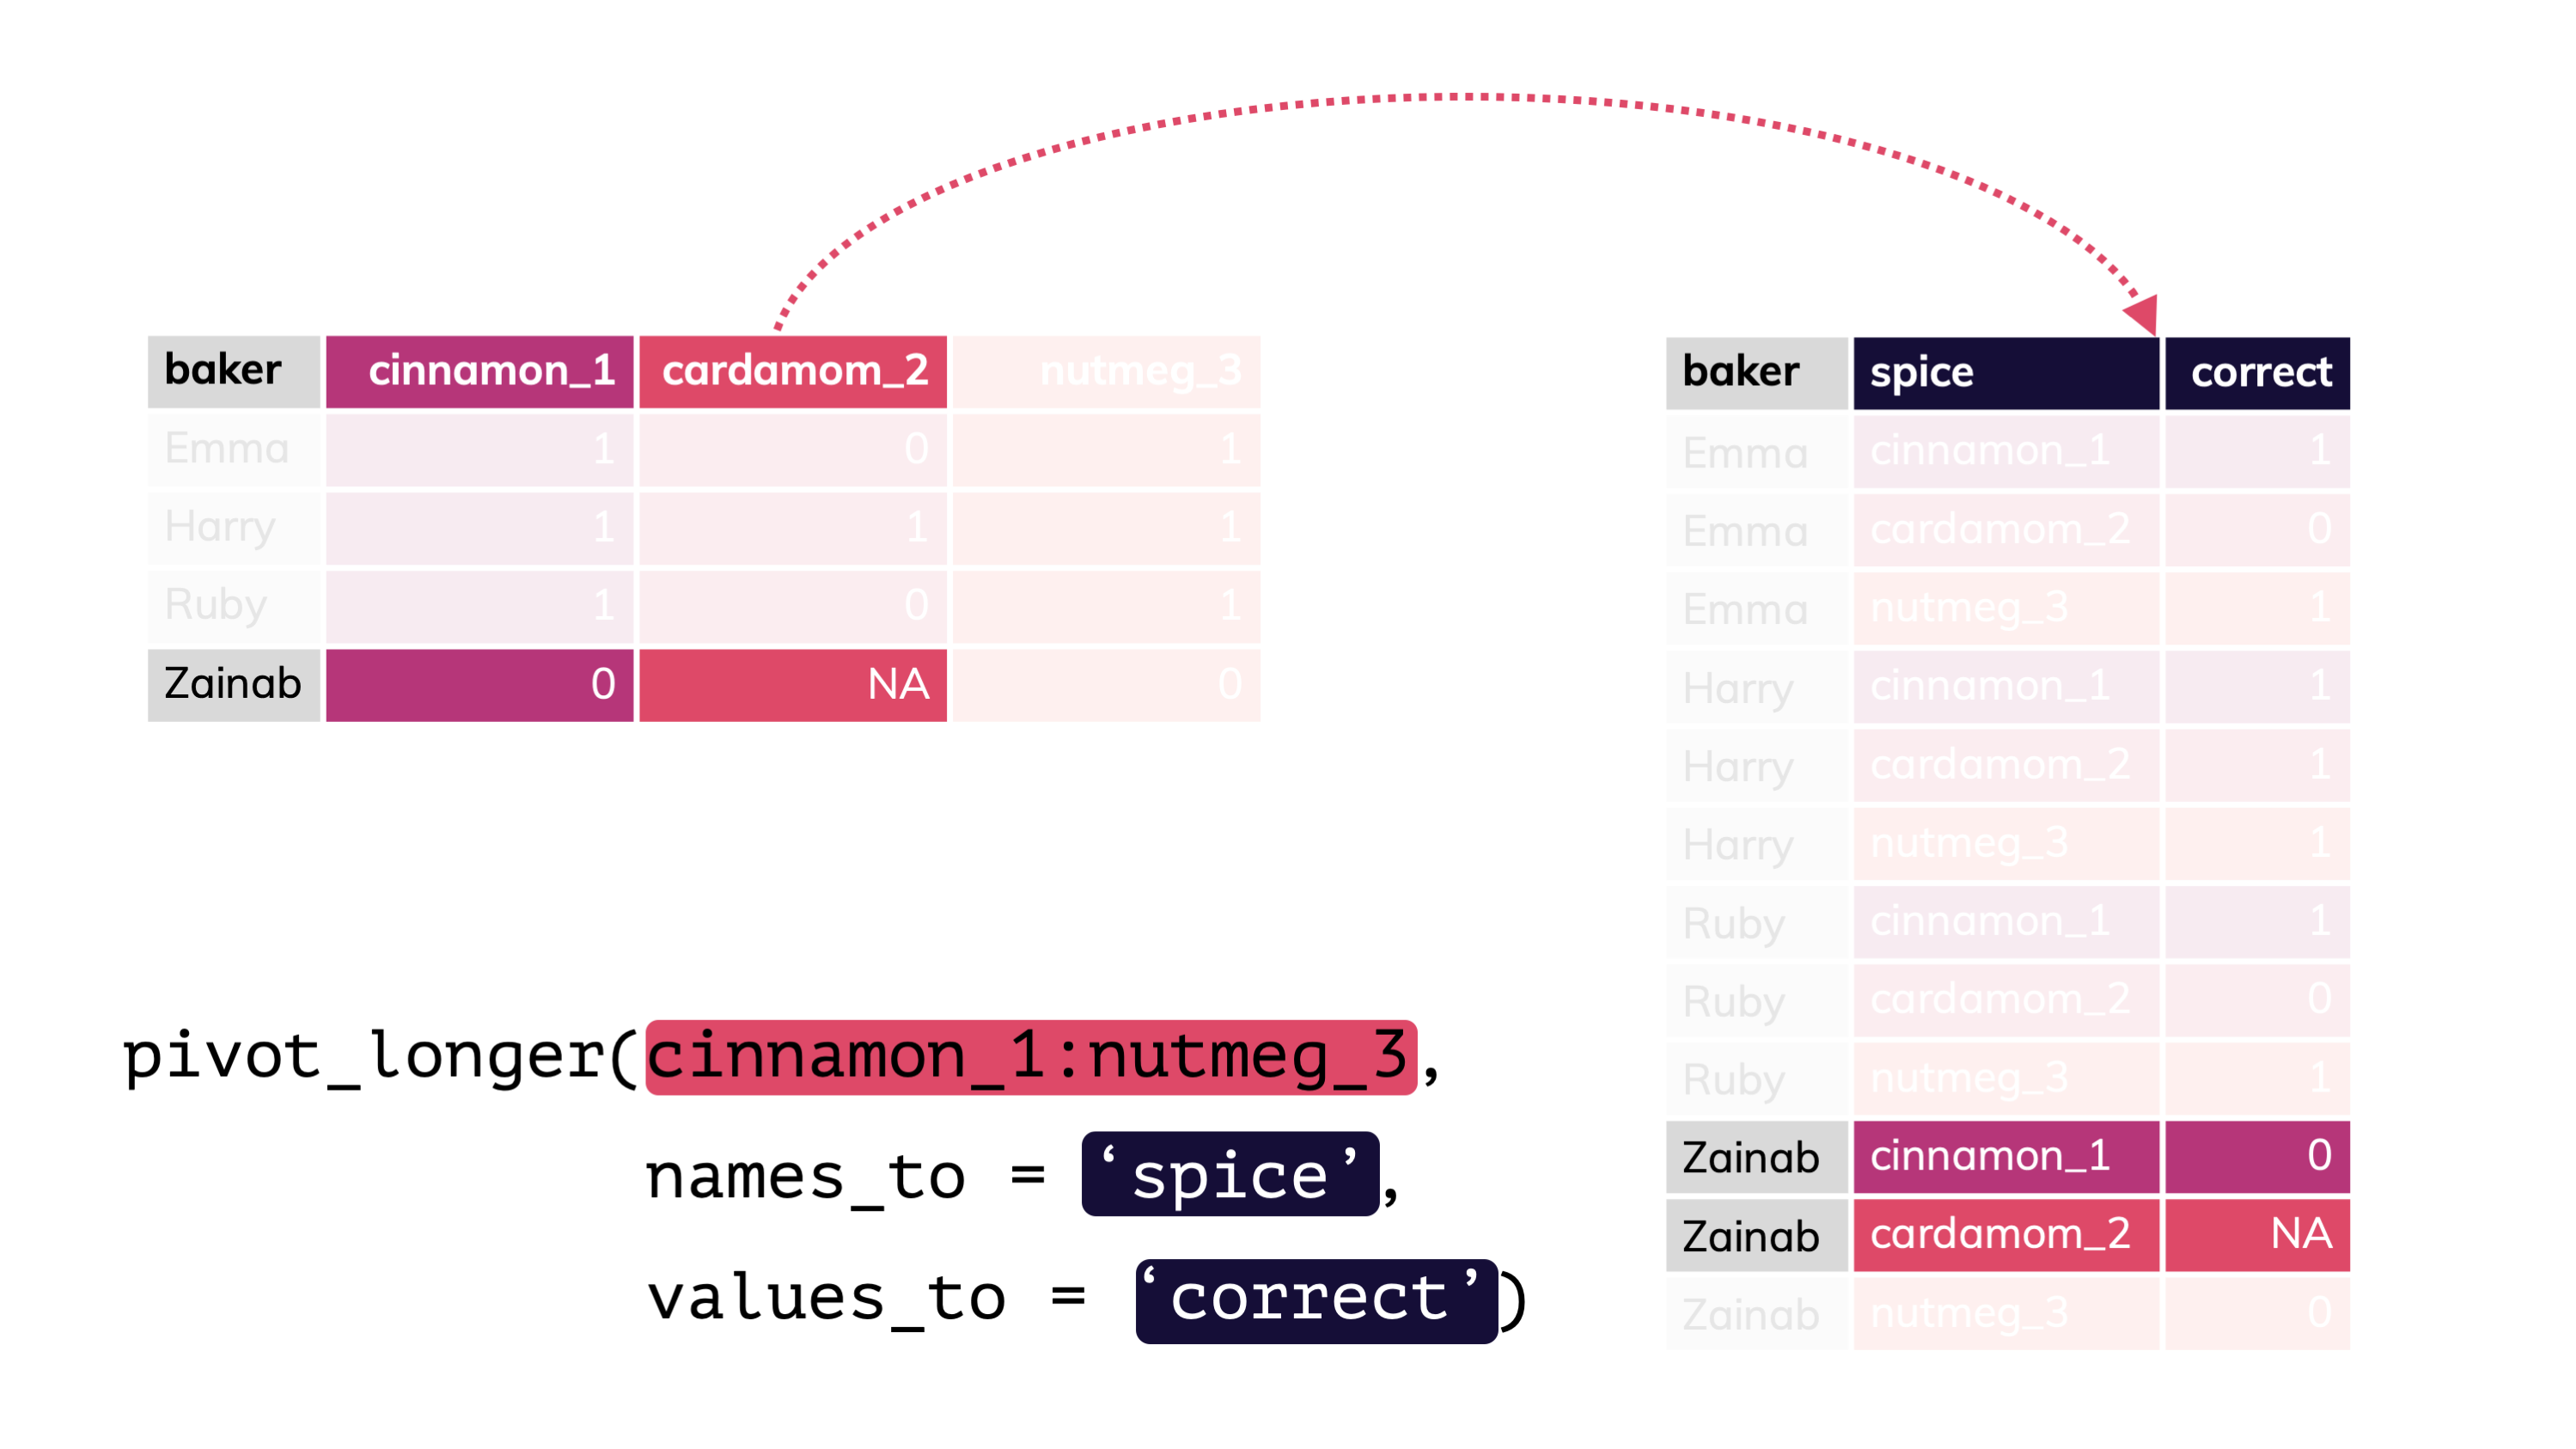 baker cinnamon_1 cardamom_2 nutmeg_3
Emma 1 0 1
Harry 1 1 1
Ruby 1 0 1
Zainab 0 NA 0
pivot_longer(cinnamon_1:nutmeg_3,
names_to = ‘spice’,
values_to = ‘correct’)
baker spice correct
Emma cinnamon_1 1
Emma cardamom_2 0
Emma nutmeg_3 1
Harry cinnamon_1 1
Harry cardamom_2 1
Harry nutmeg_3 1
Ruby cinnamon_1 1
Ruby cardamom_2 0
Ruby nutmeg_3 1
Zainab cinnamon_1 0
Zainab cardamom_2 NA
Zainab nutmeg_3 0